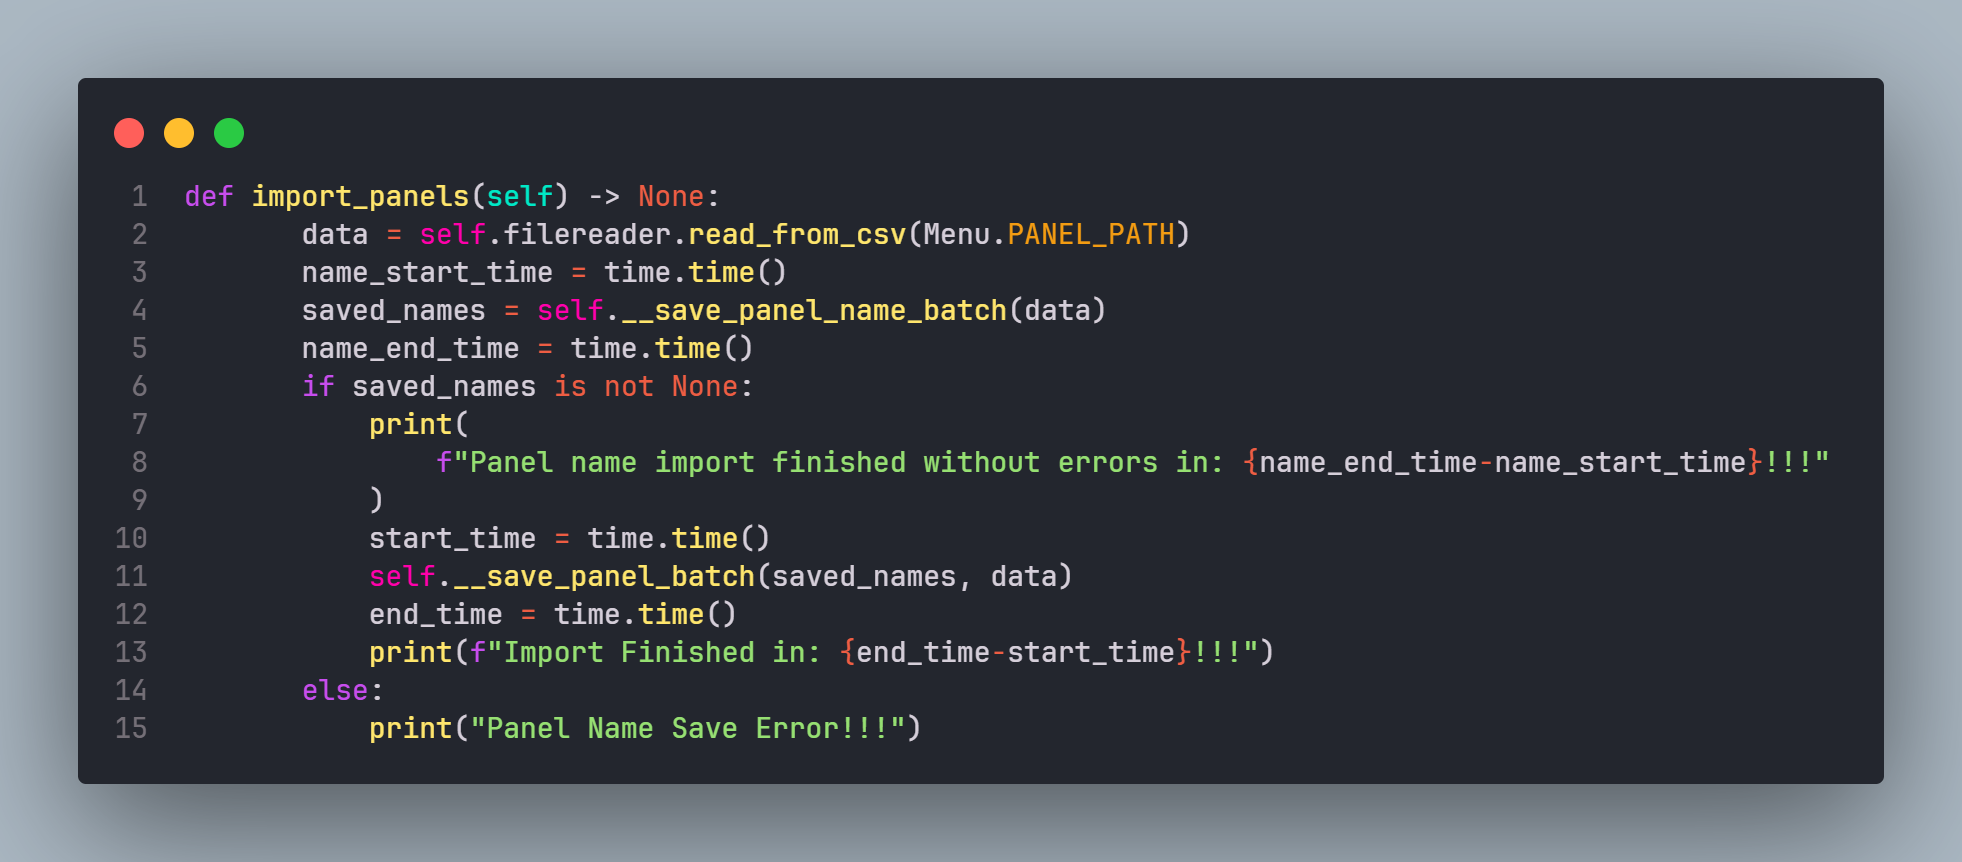 1 def import_panels(self) -> None:
2         data = self.filereader.read_from_csv(Menu.PANEL_PATH)
3         name_start_time = time.time()
4         saved_names = self.__save_panel_name_batch(data)
5         name_end_time = time.time()
6         if saved_names is not None:
7             print(
8                 f"Panel name import finished without errors in: {name_end_time-name_start_time}!!!"
9             )
10             start_time = time.time()
11             self.__save_panel_batch(saved_names, data)
12             end_time = time.time()
13             print(f"Import Finished in: {end_time-start_time}!!!")
14         else:
15             print("Panel Name Save Error!!!")